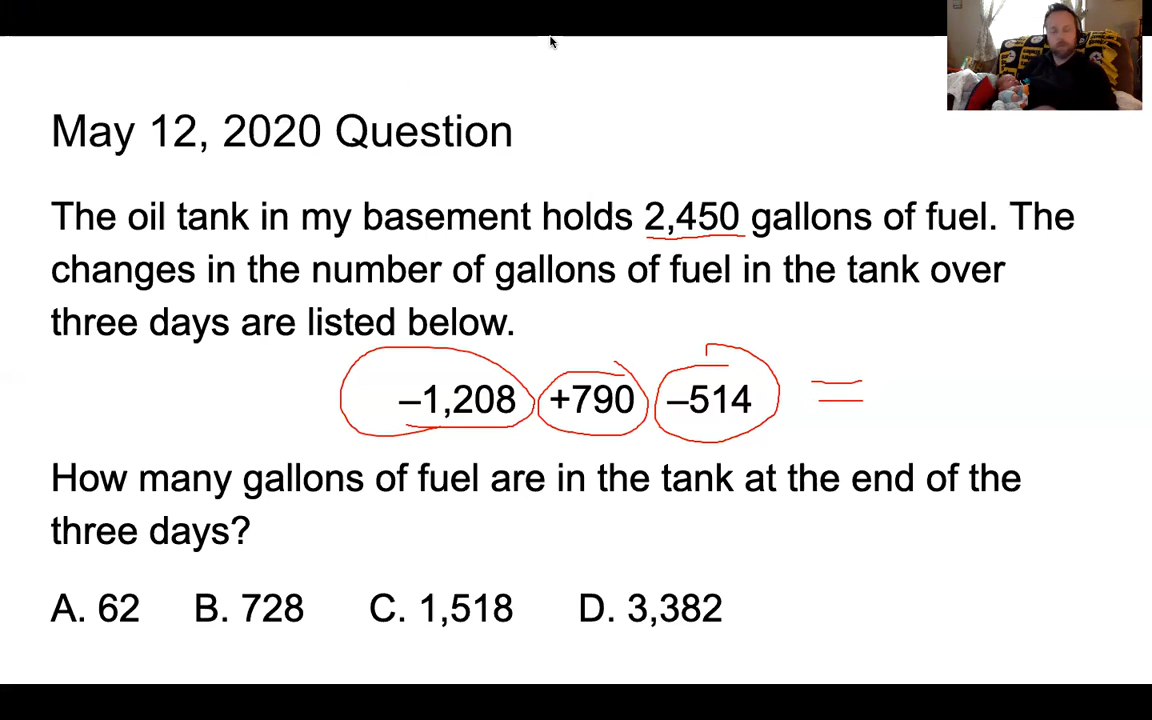 May 12, 2020 Question
The oil tank in my basement holds 2,450 gallons of fuel. The
changes in the number of gallons of fuel in the tank over
three days are listed below.
–1,208 +790 –514 =
How many gallons of fuel are in the tank at the end of the
three days?
A. 62 B. 728 C. 1,518 D. 3,382